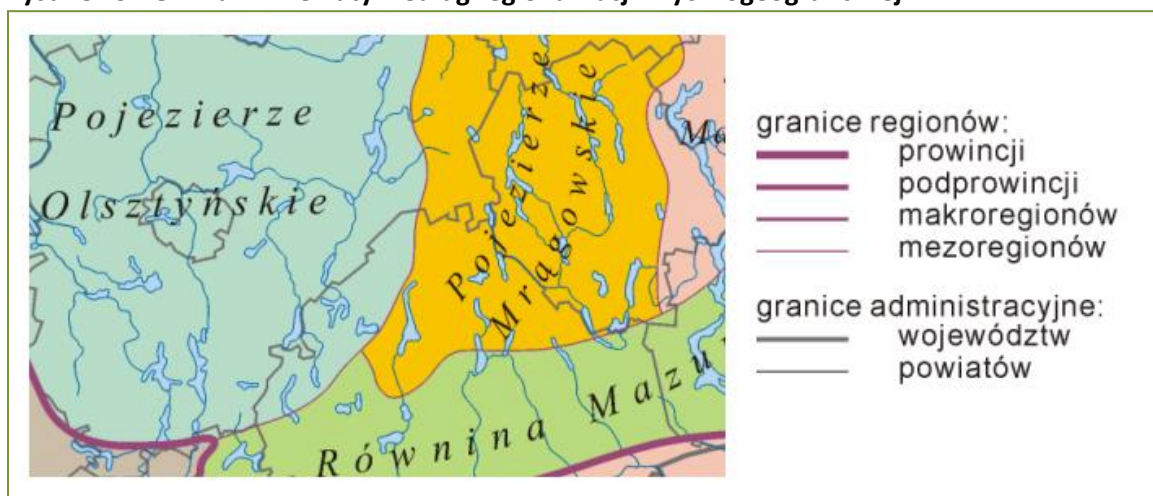 Pojezierze
Olsztyńskie
Pojezierze
Mrągowskie
Równina Mazu
granice regionów:
prowincji
podprowincji
makroregionów
mezoregionów
granice administracyjne:
województw
powiatów